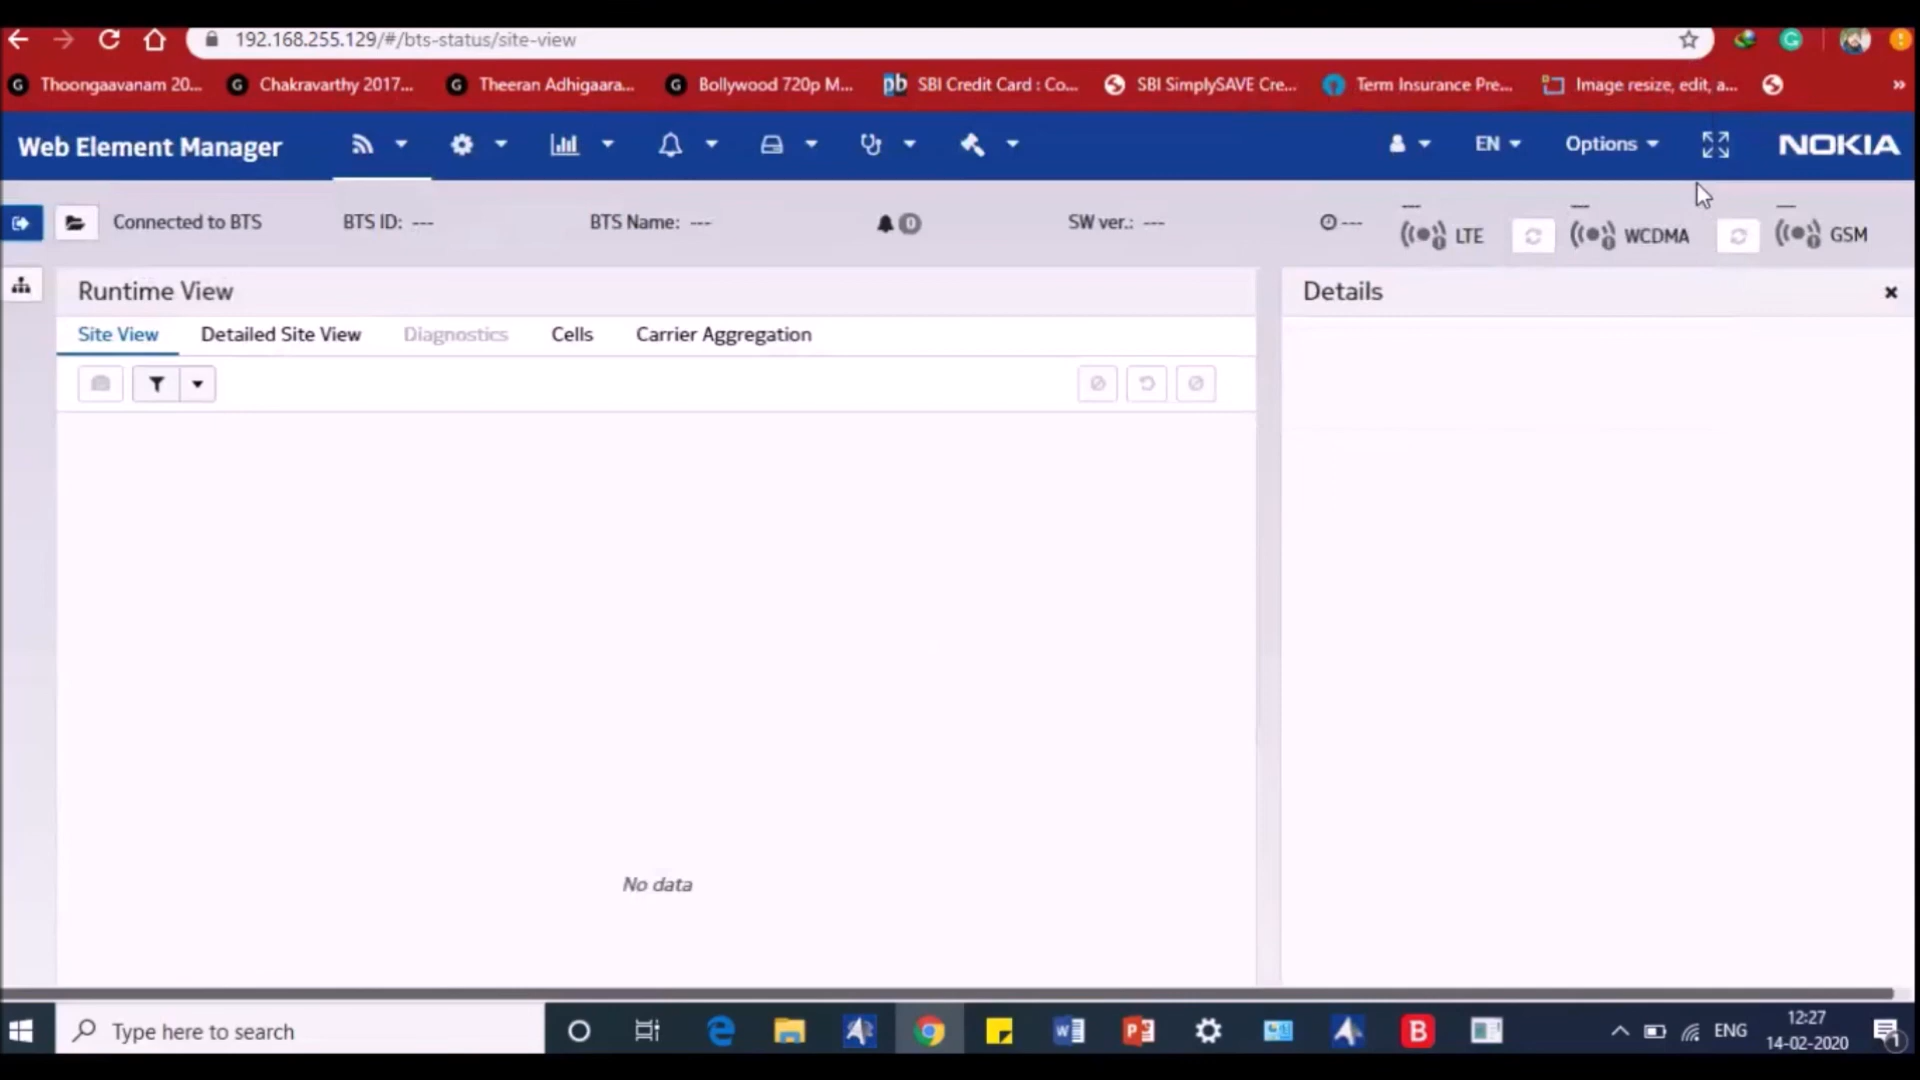 192.168.255.129/#/bts-status/site-view
Thoongaavanam 20... Chakravarthy 2017... Theeran Adhigaara... Bollywood 720p M... pb SBI Credit Card : Co... SBI SimplySAVE Cre... Term Insurance Pre... Image resize, edit, a... »
Web Element Manager EN Options NOKIA
Connected to BTS BTS ID: --- BTS Name: --- 0 SW ver.: --- --- --- LTE --- WCDMA --- GSM
Runtime View Details
Site View Detailed Site View Diagnostics Cells Carrier Aggregation
No data
Type here to search ENG 12:27
14-02-2020 1